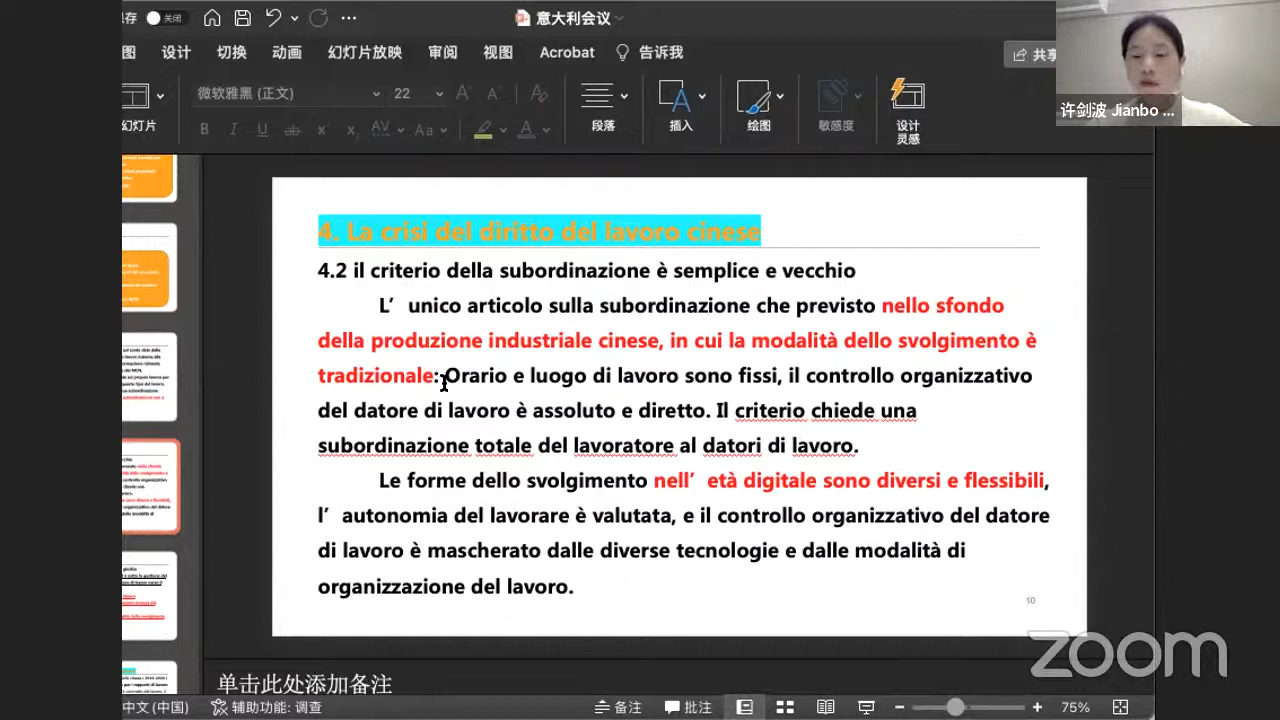 存 关闭 意大利会议
图 设计 切换 动画 幻灯片放映 审阅 视图 Acrobat 告诉我 共享
微软雅黑 (正文) 22
幻灯片 段落 插入 绘图 敏感度 设计
灵感
许剑波 Jianbo ...
4. La crisi del diritto del lavoro cinese
4.2 il criterio della subordinazione è semplice e vecchio
L’ unico articolo sulla subordinazione che previsto nello sfondo
della produzione industriale cinese, in cui la modalità dello svolgimento è
tradizionale: Orario e luogo di lavoro sono fissi, il controllo organizzativo
del datore di lavoro è assoluto e diretto. Il criterio chiede una
subordinazione totale del lavoratore al datori di lavoro.
Le forme dello svolgimento nell’ età digitale sono diversi e flessibili,
l’ autonomia del lavorare è valutata, e il controllo organizzativo del datore
di lavoro è mascherato dalle diverse tecnologie e dalle modalità di
organizzazione del lavoro.
10
zoom
单击此处添加备注
中文 (中国) 辅助功能: 调查 备注 批注 75%